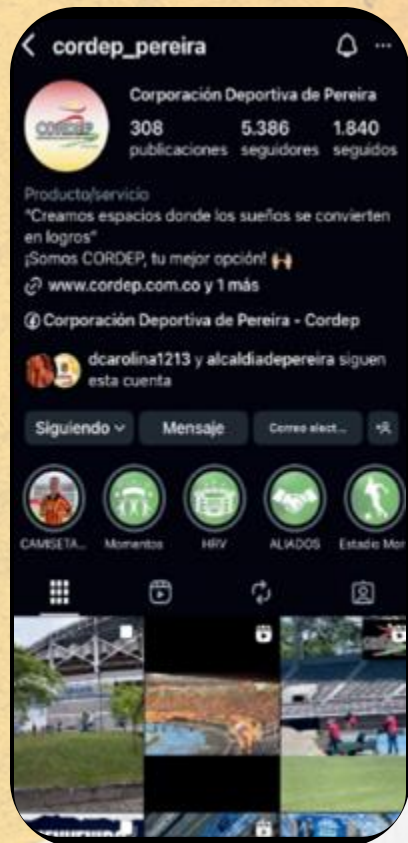 cordep_pereira
CORDEP
Corporación Deportiva de Pereira
308 5.386 1.840
publicaciones seguidores seguidos
Producto/servicio
"Creamos espacios donde los sueños se convierten
en logros"
¡Somos CORDEP, tu mejor opción!
www.cordep.com.co y 1 más
Corporación Deportiva de Pereira - Cordep
dcarolina1213 y alcaldiadepereira siguen
esta cuenta
Siguiendo Mensaje Correo elect...
CAMISETA... Momentos HRV ALIADOS Estadio Mor